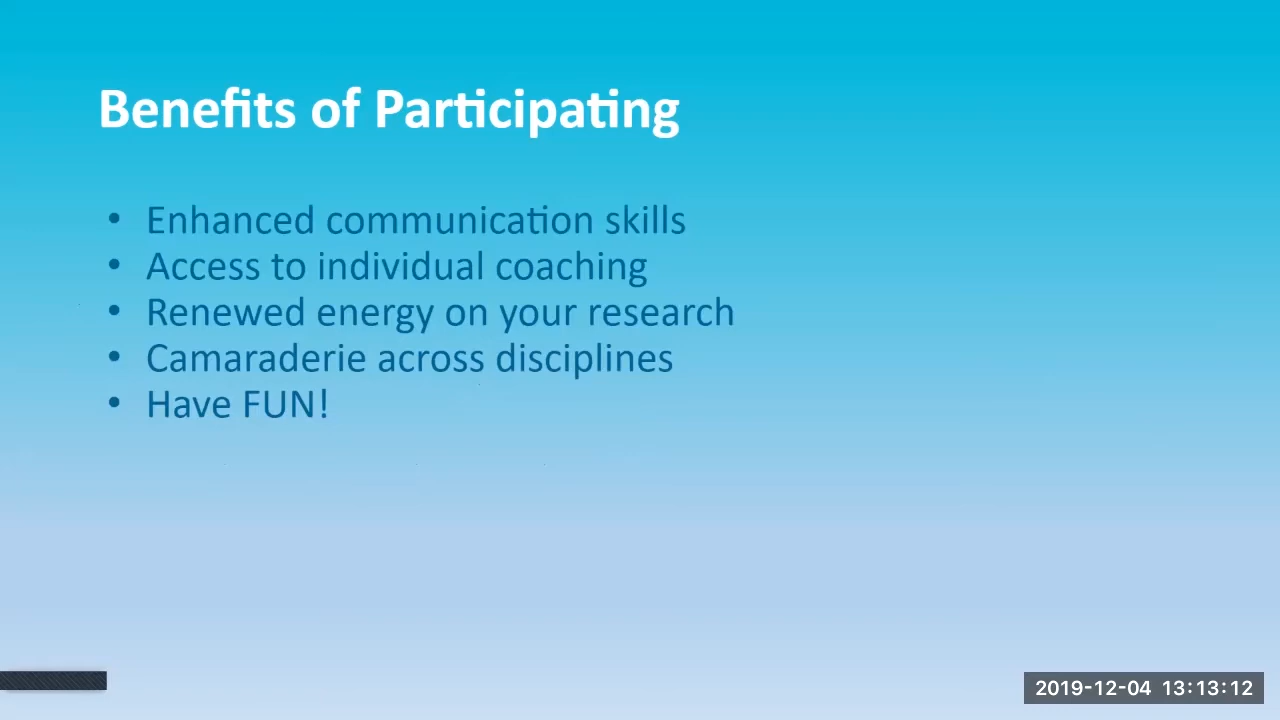 Benefits of Participating
• Enhanced communication skills
• Access to individual coaching
• Renewed energy on your research
• Camaraderie across disciplines
• Have FUN!
2019-12-04 13:13:12